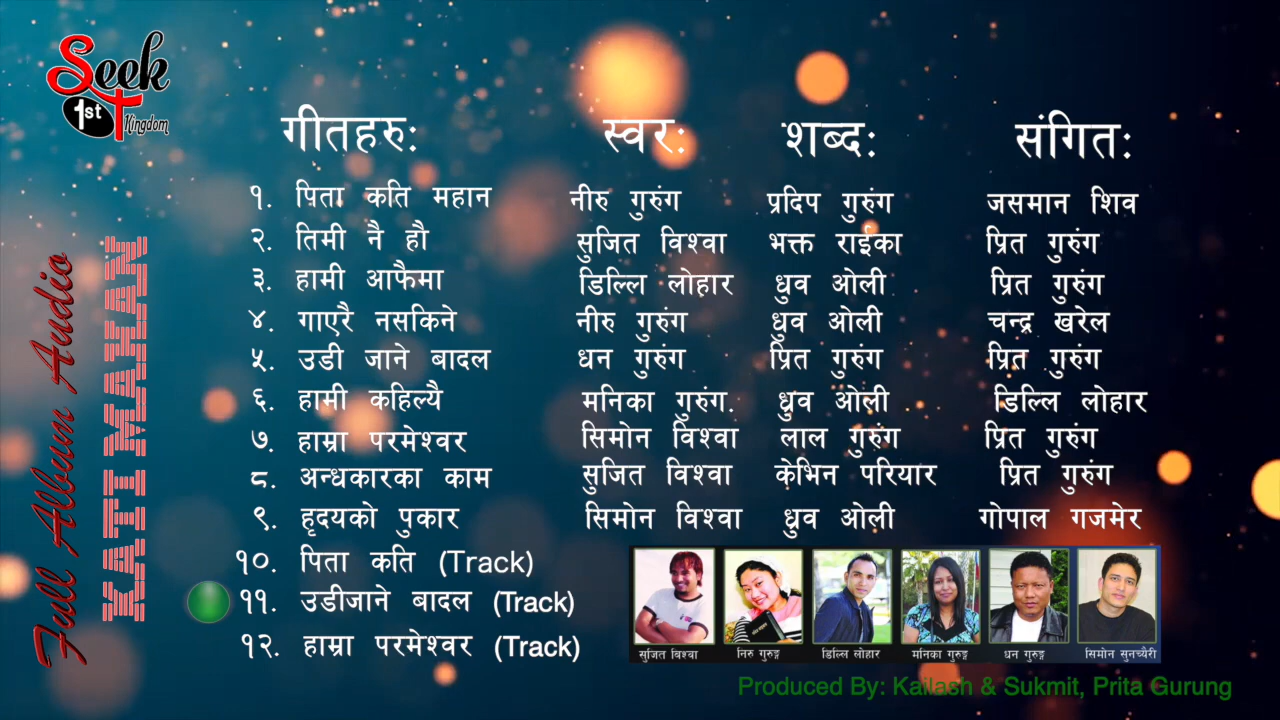 Seek
1st
Kingdom
Full Album Audio
KATI MAHAN
गीतहरुः स्वरः शब्दः संगितः
१. पिता कति महान नीरु गुरुंग प्रदिप गुरुंग जसमान शिव
२. तिमी नै हौ सुजित विश्वा भक्त राईका प्रित गुरुंग
३. हामी आफैमा डिल्लि लोहार धुव ओली प्रित गुरुंग
४. गाएरै नसकिने नीरु गुरुंग धुव ओली चन्द्र खरेल
५. उडी जाने बादल धन गुरुंग प्रित गुरुंग प्रित गुरुंग
६. हामी कहिल्यै मनिका गुरुंग. ध्रुव ओली डिल्लि लोहार
७. हाम्रा परमेश्वर सिमोन विश्वा लाल गुरुंग प्रित गुरुंग
८. अन्धकारका काम सुजित विश्वा केभिन परियार प्रित गुरुंग
९. हृदयको पुकार सिमोन विश्वा ध्रुव ओली गोपाल गजमेर
१०. पिता कति (Track)
११. उडीजाने बादल (Track)
१२. हाम्रा परमेश्वर (Track)
सुजित विश्वा निरु गुरुङ्ग डिल्लि लोहार मनिका गुरुङ्ग धन गुरुङ्ग सिमोन सुनच्यैरी
Produced By: Kailash & Sukmit, Prita Gurung